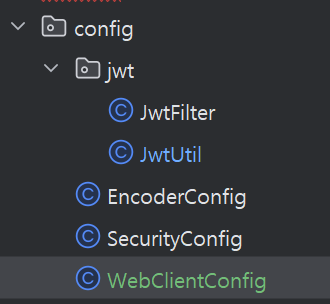 config
jwt
JwtFilter
JwtUtil
EncoderConfig
SecurityConfig
WebClientConfig